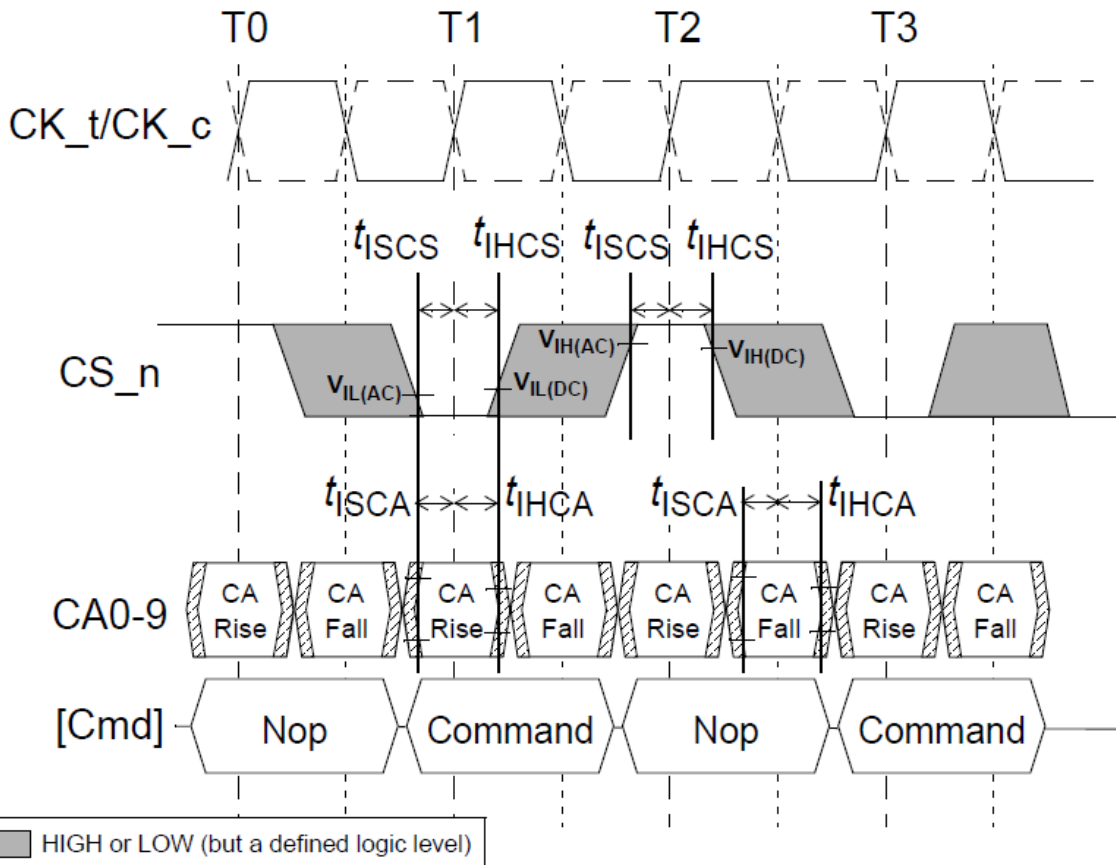 T0 T1 T2 T3
CK_t/CK_c
tISCS tIHCS tISCS tIHCS
CS_n
VIL(AC) VIL(DC) VIH(AC) VIH(DC)
tISCA tIHCA tISCA tIHCA
CA0-9
CA Rise
CA Fall
CA Rise
CA Fall
CA Rise
CA Fall
CA Rise
CA Fall
[Cmd] Nop Command Nop Command
HIGH or LOW (but a defined logic level)